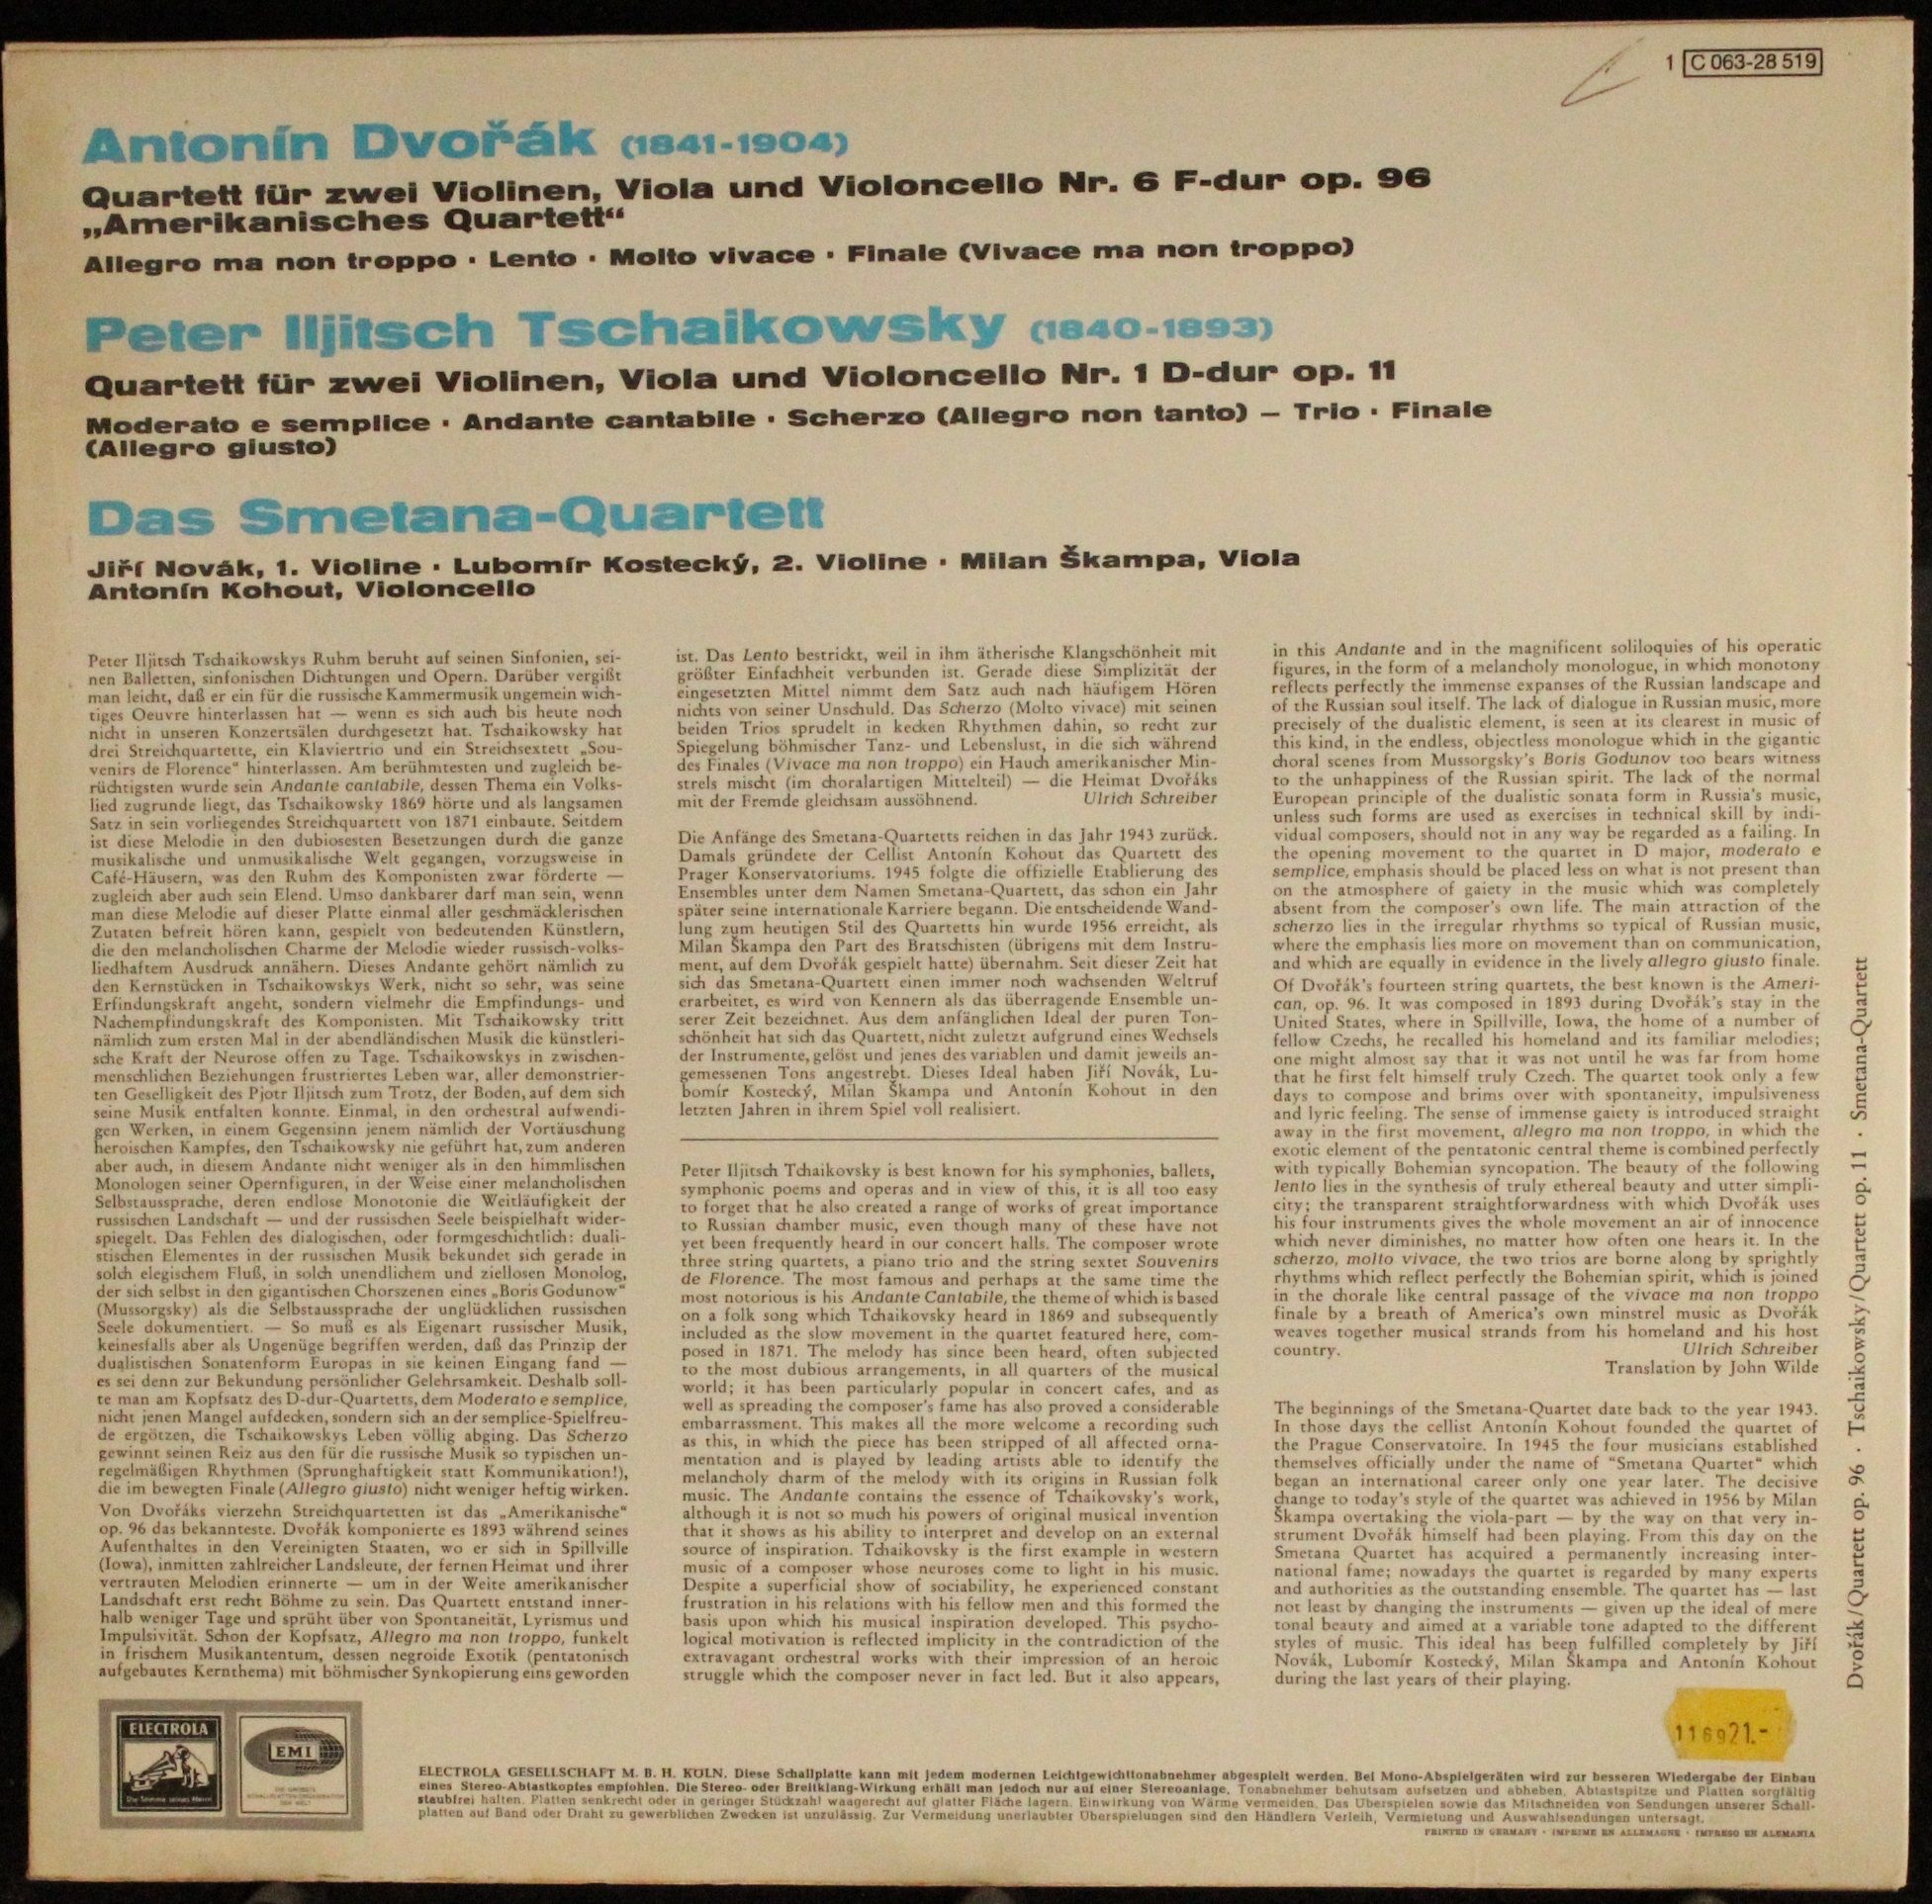 1 C 063-28 519
Antonín Dvořák (1841-1904)
Quartett für zwei Violinen, Viola und Violoncello Nr. 6 F-dur op. 96
„Amerikanisches Quartett“
Allegro ma non troppo · Lento · Molto vivace · Finale (Vivace ma non troppo)
Peter Iljitsch Tschaikowsky (1840-1893)
Quartett für zwei Violinen, Viola und Violoncello Nr. 1 D-dur op. 11
Moderato e semplice · Andante cantabile · Scherzo (Allegro non tanto) – Trio · Finale
(Allegro giusto)
Das Smetana-Quartett
Jiří Novák, 1. Violine · Lubomír Kostecký, 2. Violine · Milan Škampa, Viola
Antonín Kohout, Violoncello
Peter Iljitsch Tschaikowskys Ruhm beruht auf seinen Sinfonien, sei-
nen Balletten, sinfonischen Dichtungen und Opern. Darüber vergißt
man leicht, daß er ein für die russische Kammermusik ungemein wich-
tiges Oeuvre hinterlassen hat — wenn es sich auch bis heute noch
nicht in unseren Konzertsälen durchgesetzt hat. Tschaikowsky hat
drei Streichquartette, ein Klaviertrio und ein Streichsextett „Sou-
venirs de Florence“ hinterlassen. Am berühmtesten und zugleich be-
rüchtigsten wurde sein Andante cantabile, dessen Thema ein Volks-
lied zugrunde liegt, das Tschaikowsky 1869 hörte und als langsamen
Satz in sein vorliegendes Streichquartett von 1871 einbaute. Seitdem
ist diese Melodie in den dubiosesten Besetzungen durch die ganze
musikalische und unmusikalische Welt gegangen, vorzugsweise in
Café-Häusern, was den Ruhm des Komponisten zwar förderte —
zugleich aber auch sein Elend. Umso dankbarer darf man sein, wenn
man diese Melodie auf dieser Platte einmal aller geschmäcklerischen
Zutaten befreit hören kann, gespielt von bedeutenden Künstlern,
die den melancholischen Charme der Melodie wieder russisch-volks-
liedhaftem Ausdruck annähern. Dieses Andante gehört nämlich zu
den Kernstücken in Tschaikowskys Werk, nicht so sehr, was seine
Erfindungskraft angeht, sondern vielmehr die Empfindungs- und
Nachempfindungskraft des Komponisten. Mit Tschaikowsky tritt
nämlich zum ersten Mal in der abendländischen Musik die künstleri-
sche Kraft der Neurose offen zu Tage. Tschaikowskys in zwischen-
menschlichen Beziehungen frustriertes Leben war, aller demonstrier-
ten Geselligkeit des Pjotr Iljitsch zum Trotz, der Boden, auf dem sich
seine Musik entfalten konnte. Einmal, in den orchestral aufwendi-
gen Werken, in einem Gegensinn jenem nämlich der Vortäuschung
heroischen Kampfes, den Tschaikowsky nie geführt hat, zum anderen
aber auch, in diesem Andante nicht weniger als in den himmlischen
Monologen seiner Opernfiguren, in der Weise einer melancholischen
Selbstaussprache, deren endlose Monotonie die Weitläufigkeit der
russischen Landschaft — und der russischen Seele beispielhaft wider-
spiegelt. Das Fehlen des dialogischen, oder formgeschichtlich: duali-
stischen Elementes in der russischen Musik bekundet sich gerade in
solch elegischem Fluß, in solch unendlichem und ziellosen Monolog,
der sich selbst in den gigantischen Chorszenen eines „Boris Godunow“
(Mussorgsky) als die Selbstaussprache der unglücklichen russischen
Seele dokumentiert. — So muß es als Eigenart russischer Musik,
keinesfalls aber als Ungenüge begriffen werden, daß das Prinzip der
dualistischen Sonatenform Europas in sie keinen Eingang fand —
es sei denn zur Bekundung persönlicher Gelehrsamkeit. Deshalb soll-
te man am Kopfsatz des D-dur-Quartetts, dem Moderato e semplice,
nicht jenen Mangel aufdecken, sondern sich an der semplice-Spielfreu-
de ergötzen, die Tschaikowskys Leben völlig abging. Das Scherzo
gewinnt seinen Reiz aus den für die russische Musik so typischen un-
regelmäßigen Rhythmen (Sprunghaftigkeit statt Kommunikation!),
die im bewegten Finale (Allegro giusto) nicht weniger heftig wirken.
Von Dvořáks vierzehn Streichquartetten ist das „Amerikanische“
op. 96 das bekannteste. Dvořák komponierte es 1893 während seines
Aufenthaltes in den Vereinigten Staaten, wo er sich in Spillville
(Iowa), inmitten zahlreicher Landsleute, der fernen Heimat und ihrer
vertrauten Melodien erinnerte — um in der Weite amerikanischer
Landschaft erst recht Böhme zu sein. Das Quartett entstand inner-
halb weniger Tage und sprüht über von Spontaneität, Lyrismus und
Impulsivität. Schon der Kopfsatz, Allegro ma non troppo, funkelt
in frischem Musikantentum, dessen negroide Exotik (pentatonisch
aufgebautes Kernthema) mit böhmischer Synkopierung eins geworden
ist. Das Lento bestrickt, weil in ihm ätherische Klangschönheit mit
größter Einfachheit verbunden ist. Gerade diese Simplizität der
eingesetzten Mittel nimmt dem Satz auch nach häufigem Hören
nichts von seiner Unschuld. Das Scherzo (Molto vivace) mit seinen
beiden Trios sprudelt in kecken Rhythmen dahin, so recht zur
Spiegelung böhmischer Tanz- und Lebenslust, in die sich während
des Finales (Vivace ma non troppo) ein Hauch amerikanischer Min-
strels mischt (im choralartigen Mittelteil) — die Heimat Dvořáks
mit der Fremde gleichsam aussöhnend. Ulrich Schreiber
Die Anfänge des Smetana-Quartetts reichen in das Jahr 1943 zurück.
Damals gründete der Cellist Antonín Kohout das Quartett des
Prager Konservatoriums. 1945 folgte die offizielle Etablierung des
Ensembles unter dem Namen Smetana-Quartett, das schon ein Jahr
später seine internationale Karriere begann. Die entscheidende Wand-
lung zum heutigen Stil des Quartetts hin wurde 1956 erreicht, als
Milan Škampa den Part des Bratschisten (übrigens mit dem Instru-
ment, auf dem Dvořák gespielt hatte) übernahm. Seit dieser Zeit hat
sich das Smetana-Quartett einen immer noch wachsenden Weltruf
erarbeitet, es wird von Kennern als das überragende Ensemble un-
serer Zeit bezeichnet. Aus dem anfänglichen Ideal der puren Ton-
schönheit hat sich das Quartett, nicht zuletzt aufgrund eines Wechsels
der Instrumente, gelöst und jenes des variablen und damit jeweils an-
gemessenen Tons angestrebt. Dieses Ideal haben Jiří Novák, Lu-
bomír Kostecký, Milan Škampa und Antonín Kohout in den
letzten Jahren in ihrem Spiel voll realisiert.
Peter Iljitsch Tchaikovsky is best known for his symphonies, ballets,
symphonic poems and operas and in view of this, it is all too easy
to forget that he also created a range of works of great importance
to Russian chamber music, even though many of these have not
yet been frequently heard in our concert halls. The composer wrote
three string quartets, a piano trio and the string sextet Souvenirs
de Florence. The most famous and perhaps at the same time the
most notorious is his Andante Cantabile, the theme of which is based
on a folk song which Tchaikovsky heard in 1869 and subsequently
included as the slow movement in the quartet featured here, com-
posed in 1871. The melody has since been heard, often subjected
to the most dubious arrangements, in all quarters of the musical
world; it has been particularly popular in concert cafes, and as
well as spreading the composer's fame has also proved a considerable
embarrassment. This makes all the more welcome a recording such
as this, in which the piece has been stripped of all affected orna-
mentation and is played by leading artists able to identify the
melancholy charm of the melody with its origins in Russian folk
music. The Andante contains the essence of Tchaikovsky's work,
although it is not so much his powers of original musical invention
that it shows as his ability to interpret and develop on an external
source of inspiration. Tchaikovsky is the first example in western
music of a composer whose neuroses come to light in his music.
Despite a superficial show of sociability, he experienced constant
frustration in his relations with his fellow men and this formed the
basis upon which his musical inspiration developed. This psycho-
logical motivation is reflected implicity in the contradiction of the
extravagant orchestral works with their impression of an heroic
struggle which the composer never in fact led. But it also appears,
in this Andante and in the magnificent soliloquies of his operatic
figures, in the form of a melancholy monologue, in which monotony
reflects perfectly the immense expanses of the Russian landscape and
of the Russian soul itself. The lack of dialogue in Russian music, more
precisely of the dualistic element, is seen at its clearest in music of
this kind, in the endless, objectless monologue which in the gigantic
choral scenes from Mussorgsky's Boris Godunov too bears witness
to the unhappiness of the Russian spirit. The lack of the normal
European principle of the dualistic sonata form in Russia's music,
unless such forms are used as exercises in technical skill by indi-
vidual composers, should not in any way be regarded as a failing. In
the opening movement to the quartet in D major, moderato e
semplice, emphasis should be placed less on what is not present than
on the atmosphere of gaiety in the music which was completely
absent from the composer's own life. The main attraction of the
scherzo lies in the irregular rhythms so typical of Russian music,
where the emphasis lies more on movement than on communication,
and which are equally in evidence in the lively allegro giusto finale.
Of Dvořák's fourteen string quartets, the best known is the Ameri-
can, op. 96. It was composed in 1893 during Dvořák's stay in the
United States, where in Spillville, Iowa, the home of a number of
fellow Czechs, he recalled his homeland and its familiar melodies;
one might almost say that it was not until he was far from home
that he first felt himself truly Czech. The quartet took only a few
days to compose and brims over with spontaneity, impulsiveness
and lyric feeling. The sense of immense gaiety is introduced straight
away in the first movement, allegro ma non troppo, in which the
exotic element of the pentatonic central theme is combined perfectly
with typically Bohemian syncopation. The beauty of the following
lento lies in the synthesis of truly ethereal beauty and utter simpli-
city; the transparent straightforwardness with which Dvořák uses
his four instruments gives the whole movement an air of innocence
which never diminishes, no matter how often one hears it. In the
scherzo, molto vivace, the two trios are borne along by sprightly
rhythms which reflect perfectly the Bohemian spirit, which is joined
in the chorale like central passage of the vivace ma non troppo
finale by a breath of America's own minstrel music as Dvořák
weaves together musical strands from his homeland and his host
country. Ulrich Schreiber
Translation by John Wilde
The beginnings of the Smetana-Quartet date back to the year 1943.
In those days the cellist Antonín Kohout founded the quartet of
the Prague Conservatoire. In 1945 the four musicians established
themselves officially under the name of “Smetana Quartet“ which
began an international career only one year later. The decisive
change to today's style of the quartet was achieved in 1956 by Milan
Škampa overtaking the viola-part — by the way on that very in-
strument Dvořák himself had been playing. From this day on the
Smetana Quartet has acquired a permanently increasing inter-
national fame; nowadays the quartet is regarded by many experts
and authorities as the outstanding ensemble. The quartet has — last
not least by changing the instruments — given up the ideal of mere
tonal beauty and aimed at a variable tone adapted to the different
styles of music. This ideal has been fulfilled completely by Jiří
Novák, Lubomír Kostecký, Milan Škampa and Antonín Kohout
during the last years of their playing.
Dvořák/Quartett op. 96 · Tschaikowsky/Quartett op. 11 · Smetana-Quartett
116921.-
ELECTROLA
Die Stimme seines Herrn
EMI
ELECTROLA GESELLSCHAFT M. B. H. KÖLN. Diese Schallplatte kann mit jedem modernen Leichtgewichttonabnehmer abgespielt werden. Bei Mono-Abspielgeräten wird zur besseren Wiedergabe der Einbau
eines Stereo-Abtastkopfes empfohlen. Die Stereo- oder Breitklang-Wirkung erhält man jedoch nur auf einer Stereoanlage. Tonabnehmer behutsam aufsetzen und abheben. Abtastspitze und Platten sorgfältig
staubfrei halten. Platten senkrecht oder in geringer Stückzahl waagerecht auf glatter Fläche lagern. Einwirkung von Wärme vermeiden. Das Überspielen sowie das Mitschneiden von Sendungen unserer Schall-
platten auf Band oder Draht zu gewerblichen Zwecken ist unzulässig. Zur Vermeidung unerlaubter Überspielungen sind den Händlern Verleih, Vermietung und Auswahlsendungen untersagt.
PRINTED IN GERMANY · IMPRIMÉ EN ALLEMAGNE · IMPRESO EN ALEMANIA